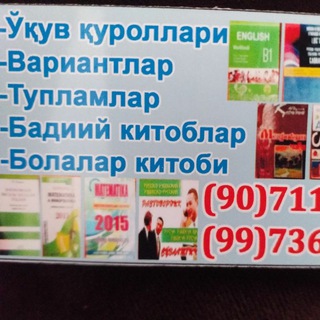 -Ўқув қуроллари
-Вариантлар
-Тупламлар
-Бадиий китоблар
-Болалар китоби
ENGLISH
B1
МАТЕМАТИКА
2015
(90)711
(99)736